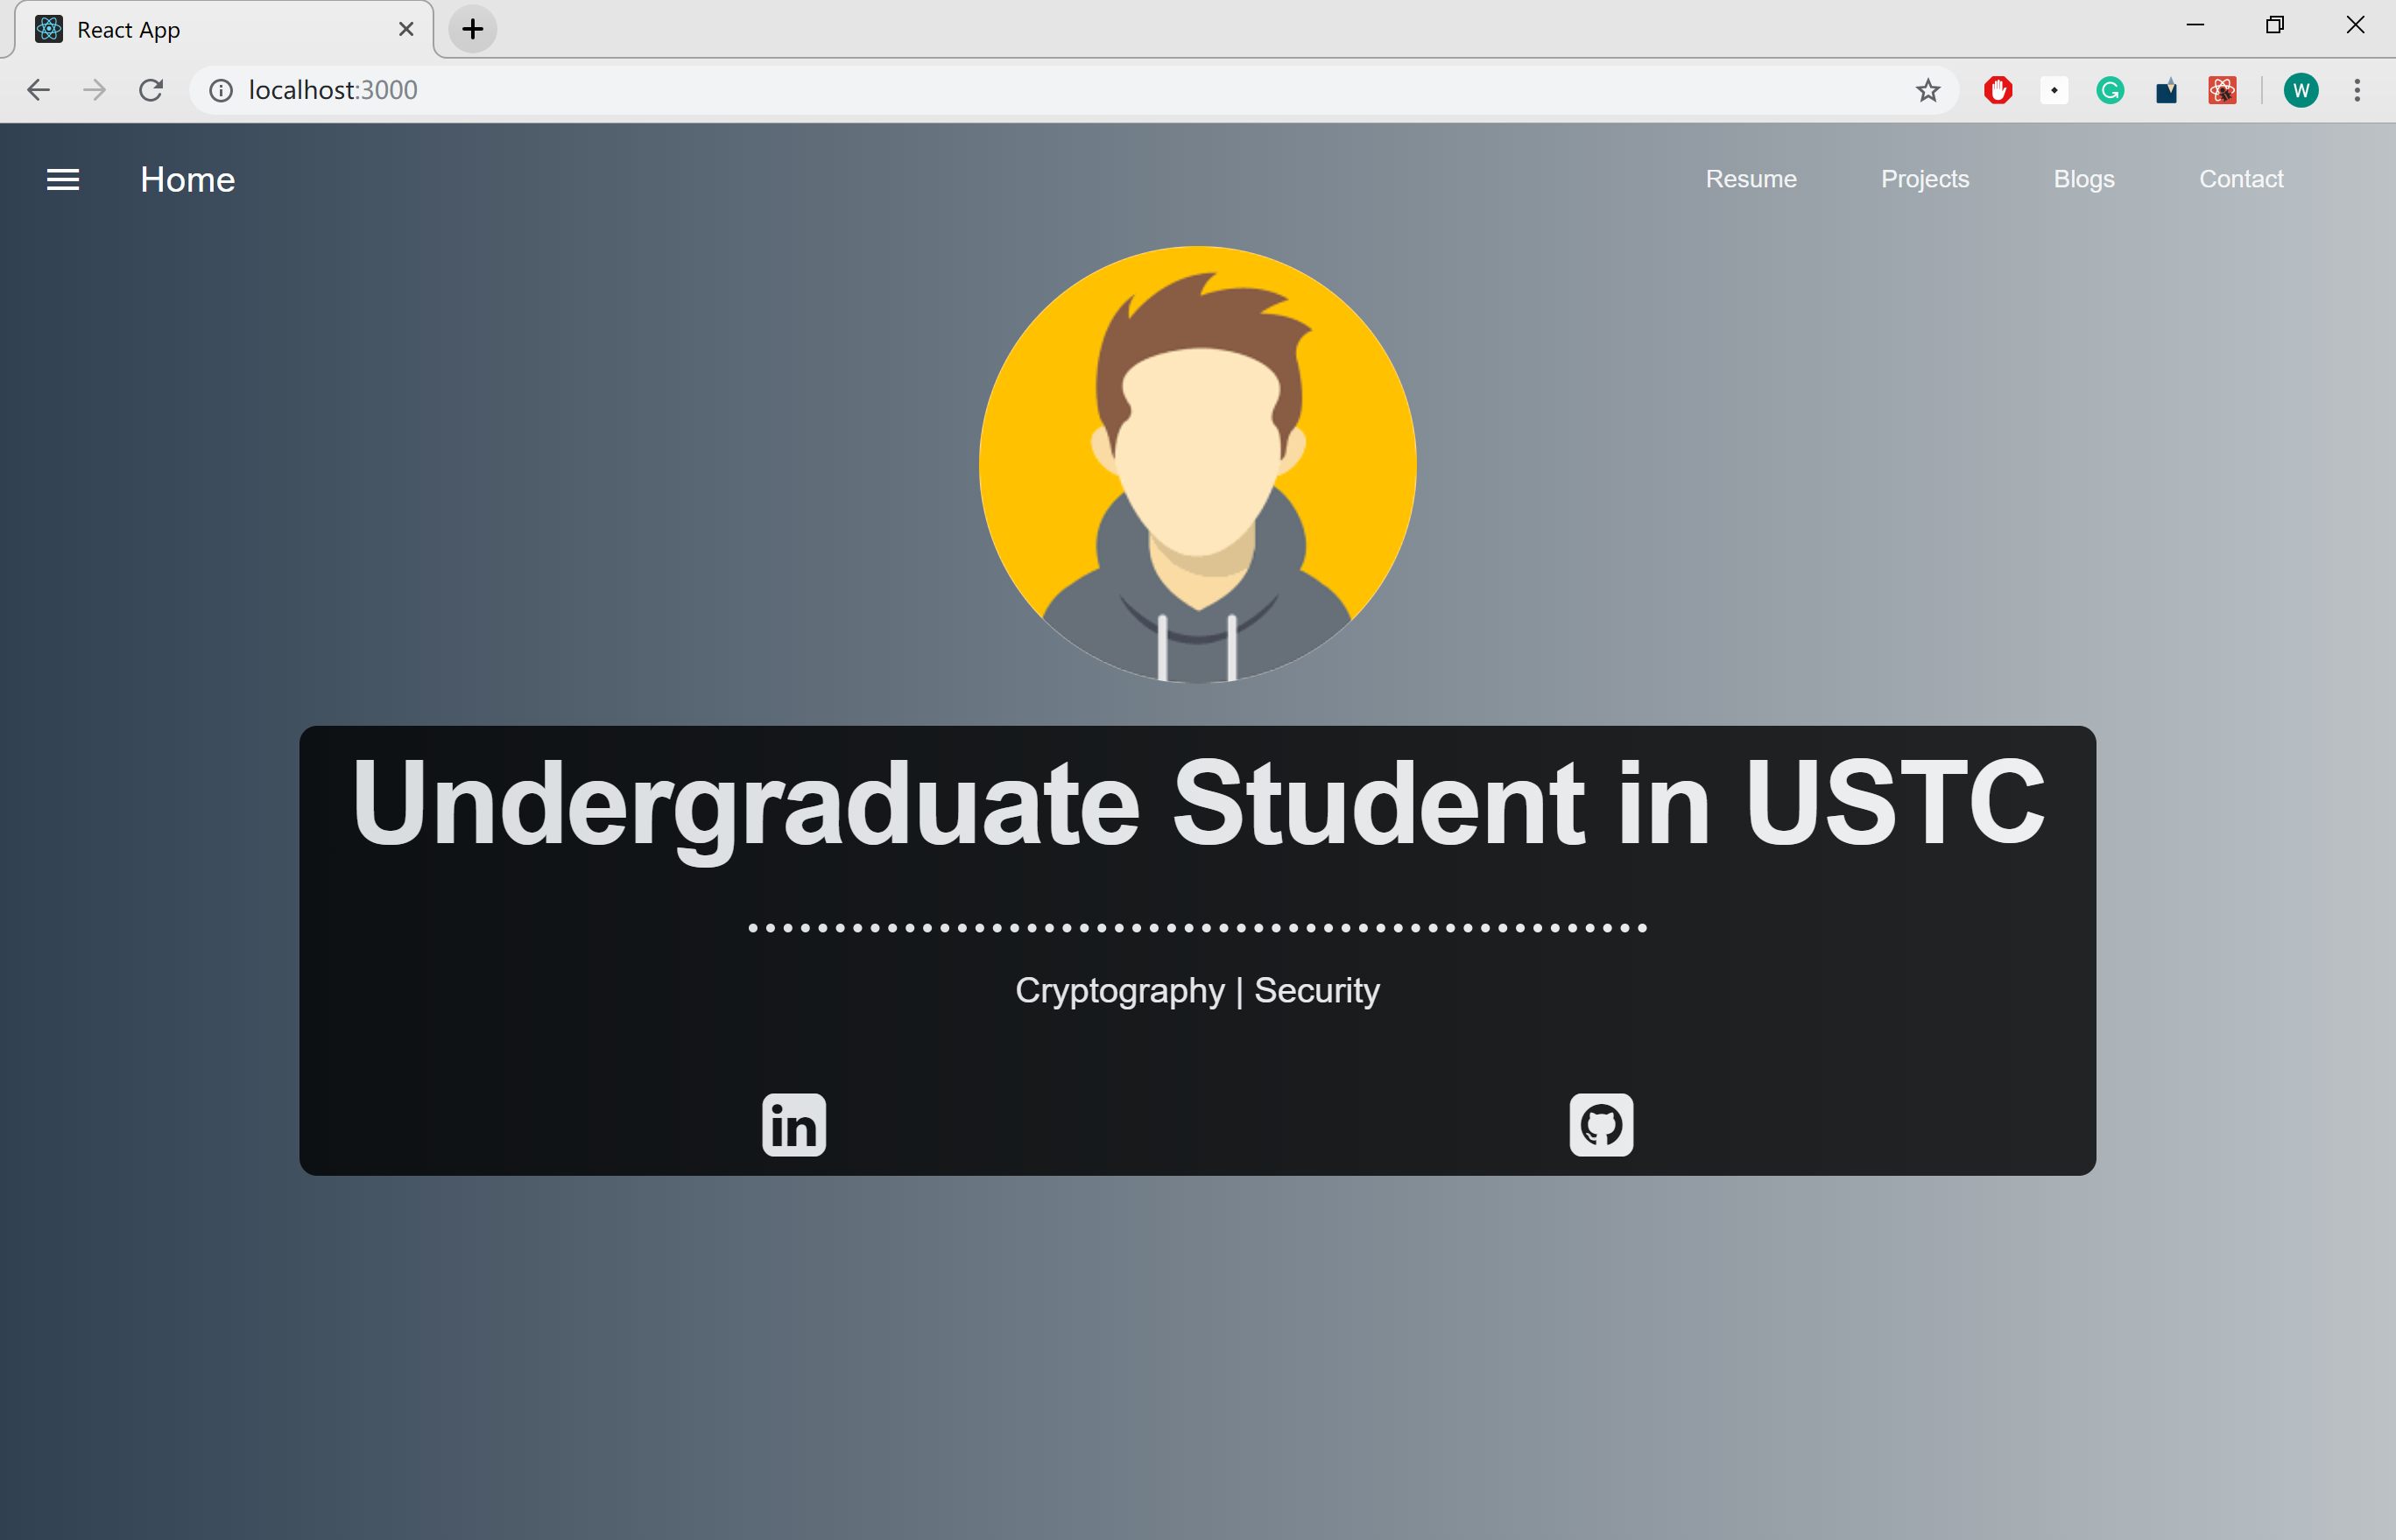 React App
localhost:3000
W
Home
Resume Projects Blogs Contact
Undergraduate Student in USTC
Cryptography | Security
in